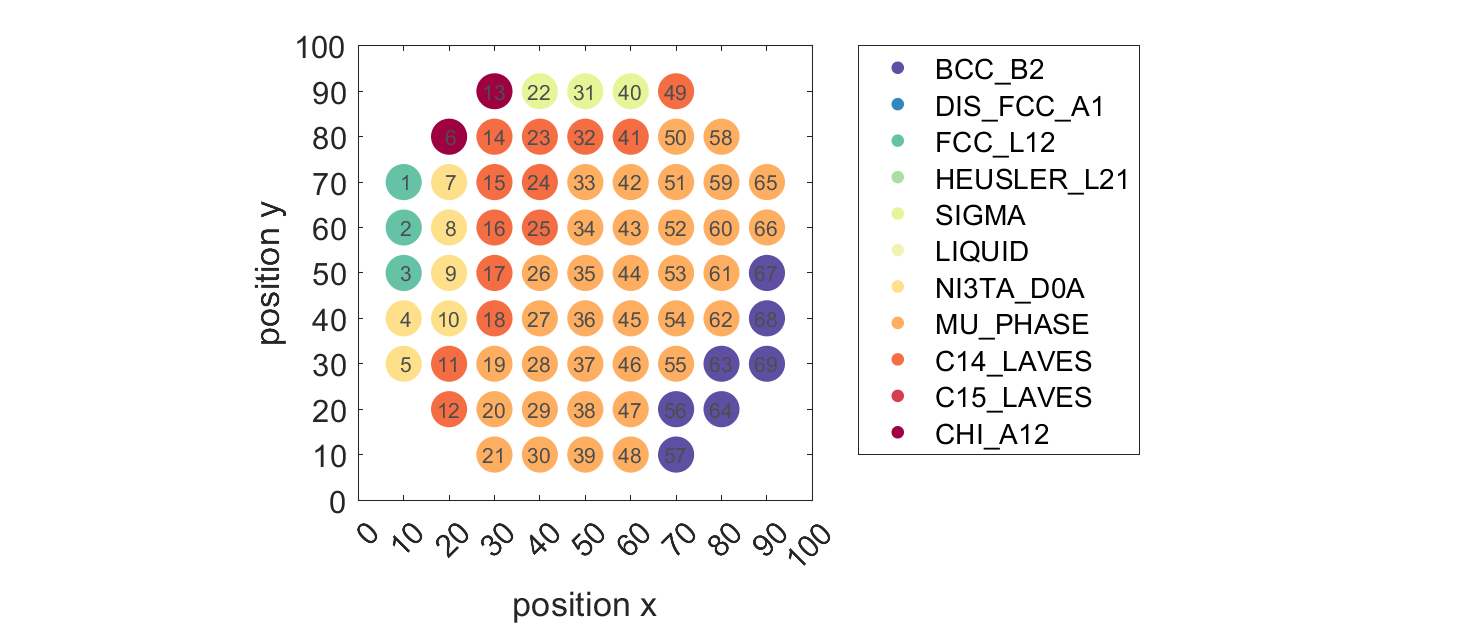 100
90 13 22 31 40 49
80 6 14 23 32 41 50 58
70 1 7 15 24 33 42 51 59 65
60 2 8 16 25 34 43 52 60 66
50 3 9 17 26 35 44 53 61 67
40 4 10 18 27 36 45 54 62 68
30 5 11 19 28 37 46 55 63 69
20 12 20 29 38 47 56 64
10 21 30 39 48 57
0
position y
0 10 20 30 40 50 60 70 80 90 100
position x
BCC_B2
DIS_FCC_A1
FCC_L12
HEUSLER_L21
SIGMA
LIQUID
NI3TA_D0A
MU_PHASE
C14_LAVES
C15_LAVES
CHI_A12